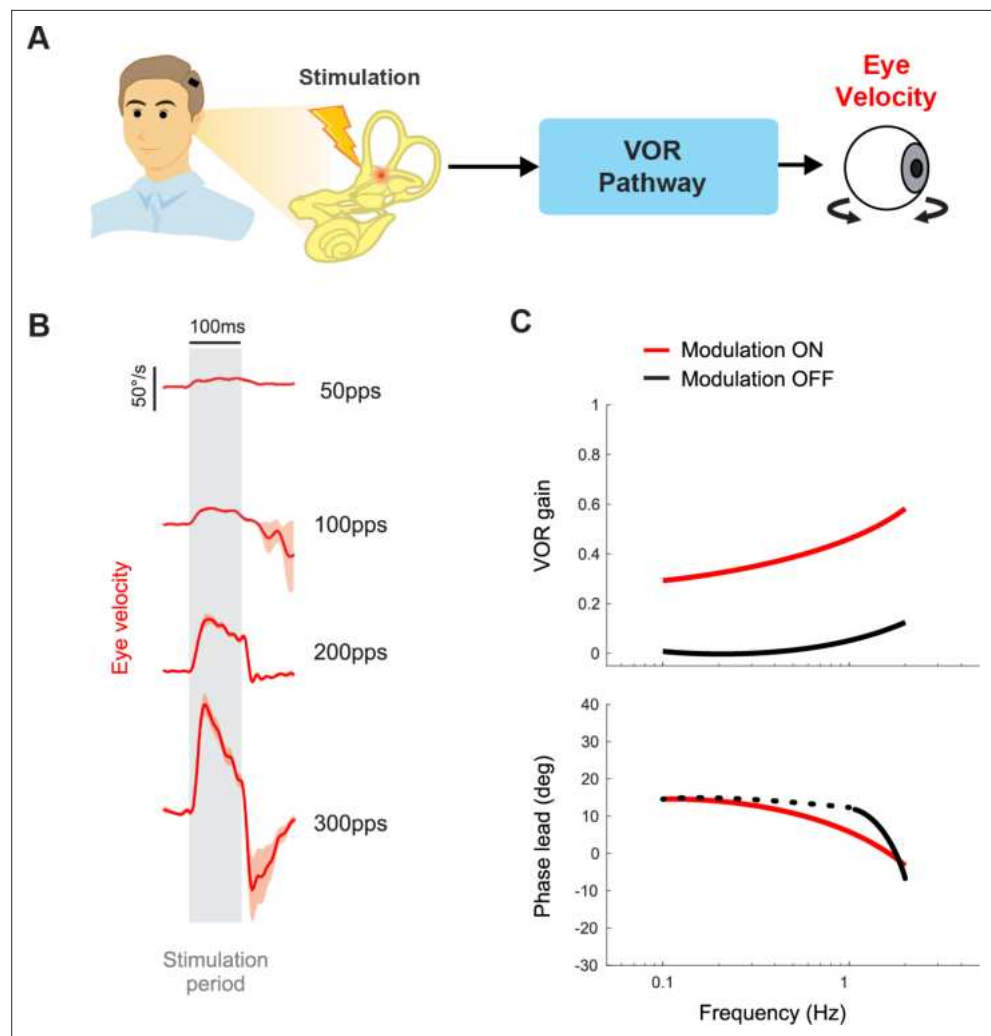 A
Stimulation
VOR
Pathway
Eye
Velocity
B
100ms
50°/s
50pps
100pps
200pps
300pps
Eye velocity
Stimulation
period
C
Modulation ON
Modulation OFF
1
0.8
0.6
0.4
0.2
0
VOR gain
40
30
20
10
0
-10
-20
-30
Phase lead (deg)
0.1
1
Frequency (Hz)